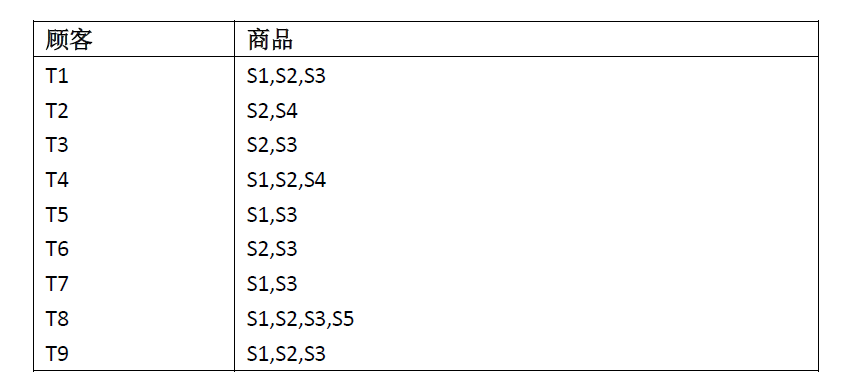 顾客 商品
T1 S1,S2,S3
T2 S2,S4
T3 S2,S3
T4 S1,S2,S4
T5 S1,S3
T6 S2,S3
T7 S1,S3
T8 S1,S2,S3,S5
T9 S1,S2,S3